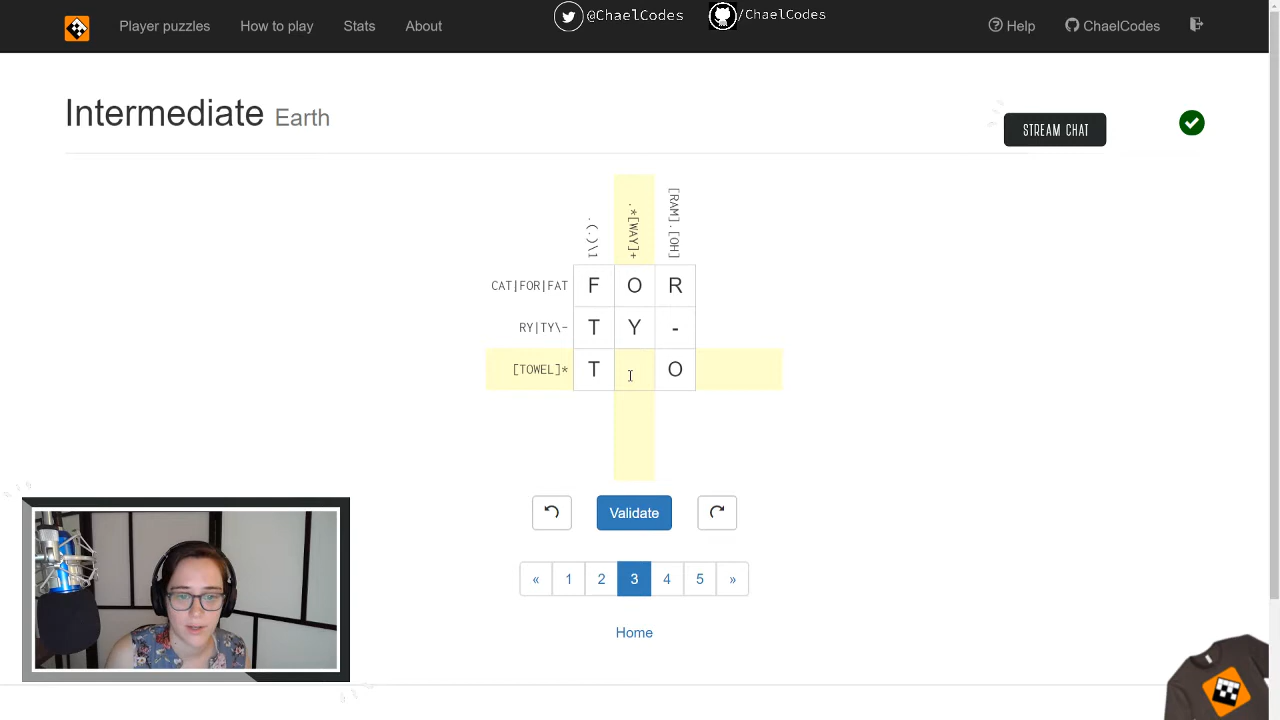 Player puzzles How to play Stats About @ChaelCodes /ChaelCodes Help ChaelCodes
Intermediate Earth
STREAM CHAT
.(.)\1 .*[WAY]+ [RAM].[OH]
CAT|FOR|FAT F O R
RY|TY\- T Y -
[TOWEL]* T O
Validate
« 1 2 3 4 5 »
Home